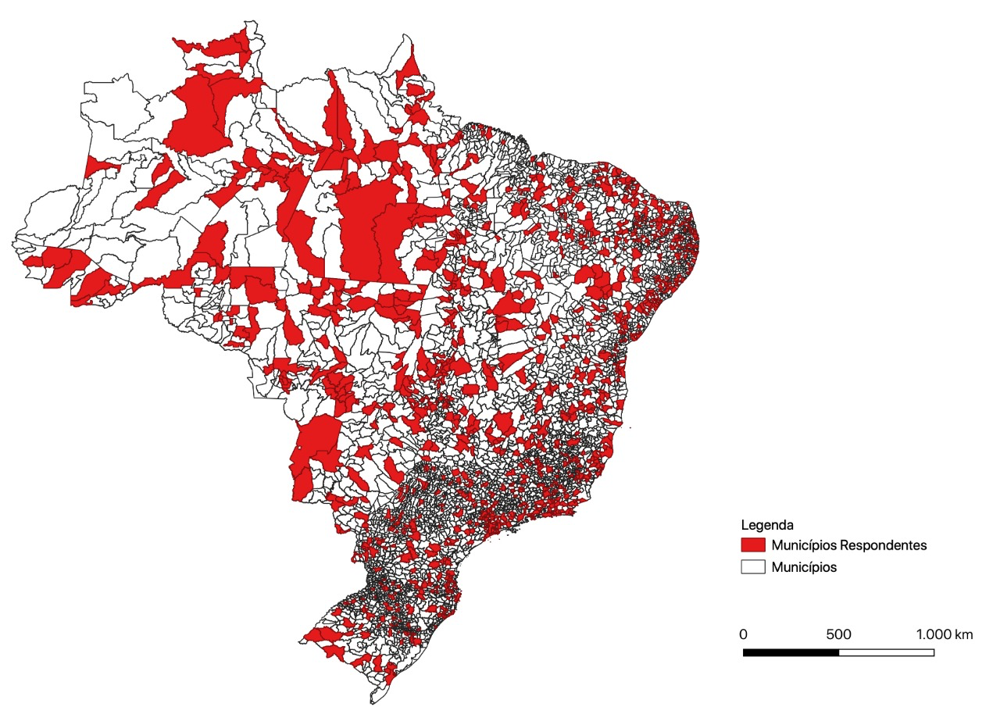 Legenda
Municípios Respondentes
Municípios
0 500 1.000 km